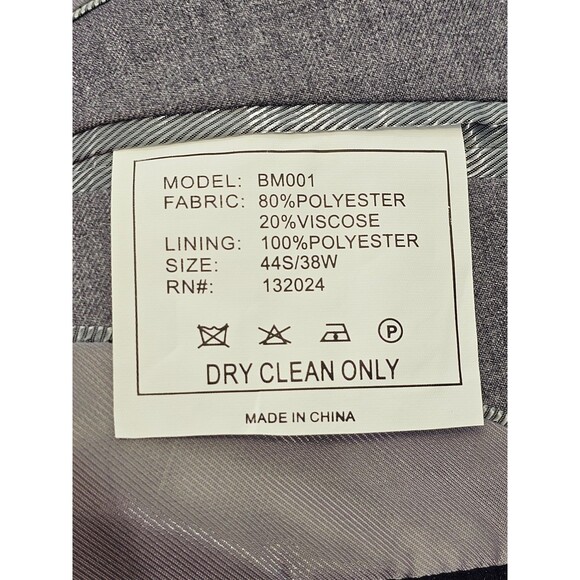 MODEL: BM001
FABRIC: 80%POLYESTER
20%VISCOSE
LINING: 100%POLYESTER
SIZE: 44S/38W
RN#: 132024
P
DRY CLEAN ONLY
MADE IN CHINA